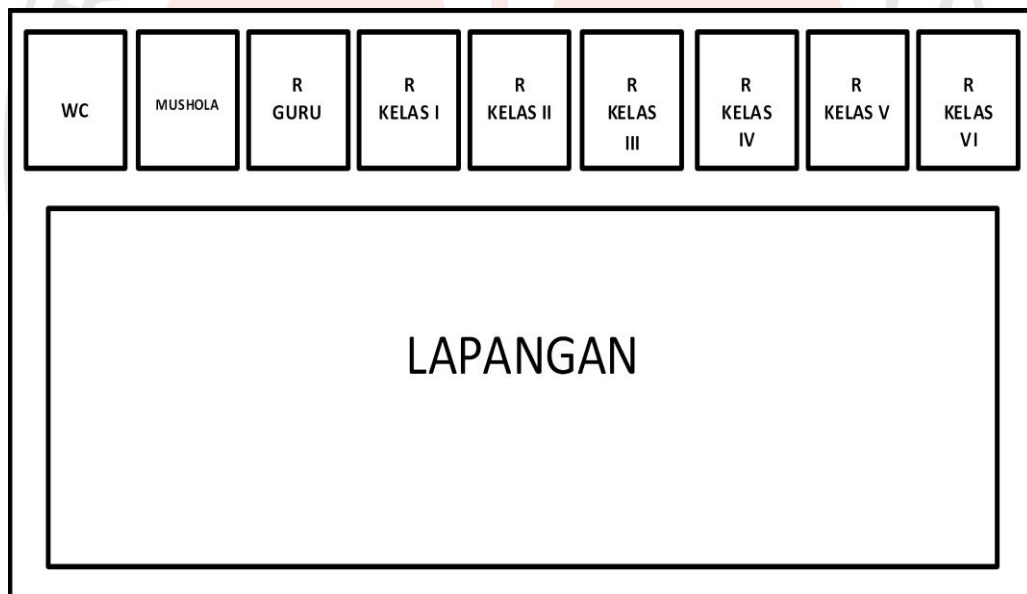 WC
MUSHOLA
R
GURU
R
KELAS I
R
KELAS II
R
KELAS
III
R
KELAS
IV
R
KELAS V
R
KELAS
VI
LAPANGAN